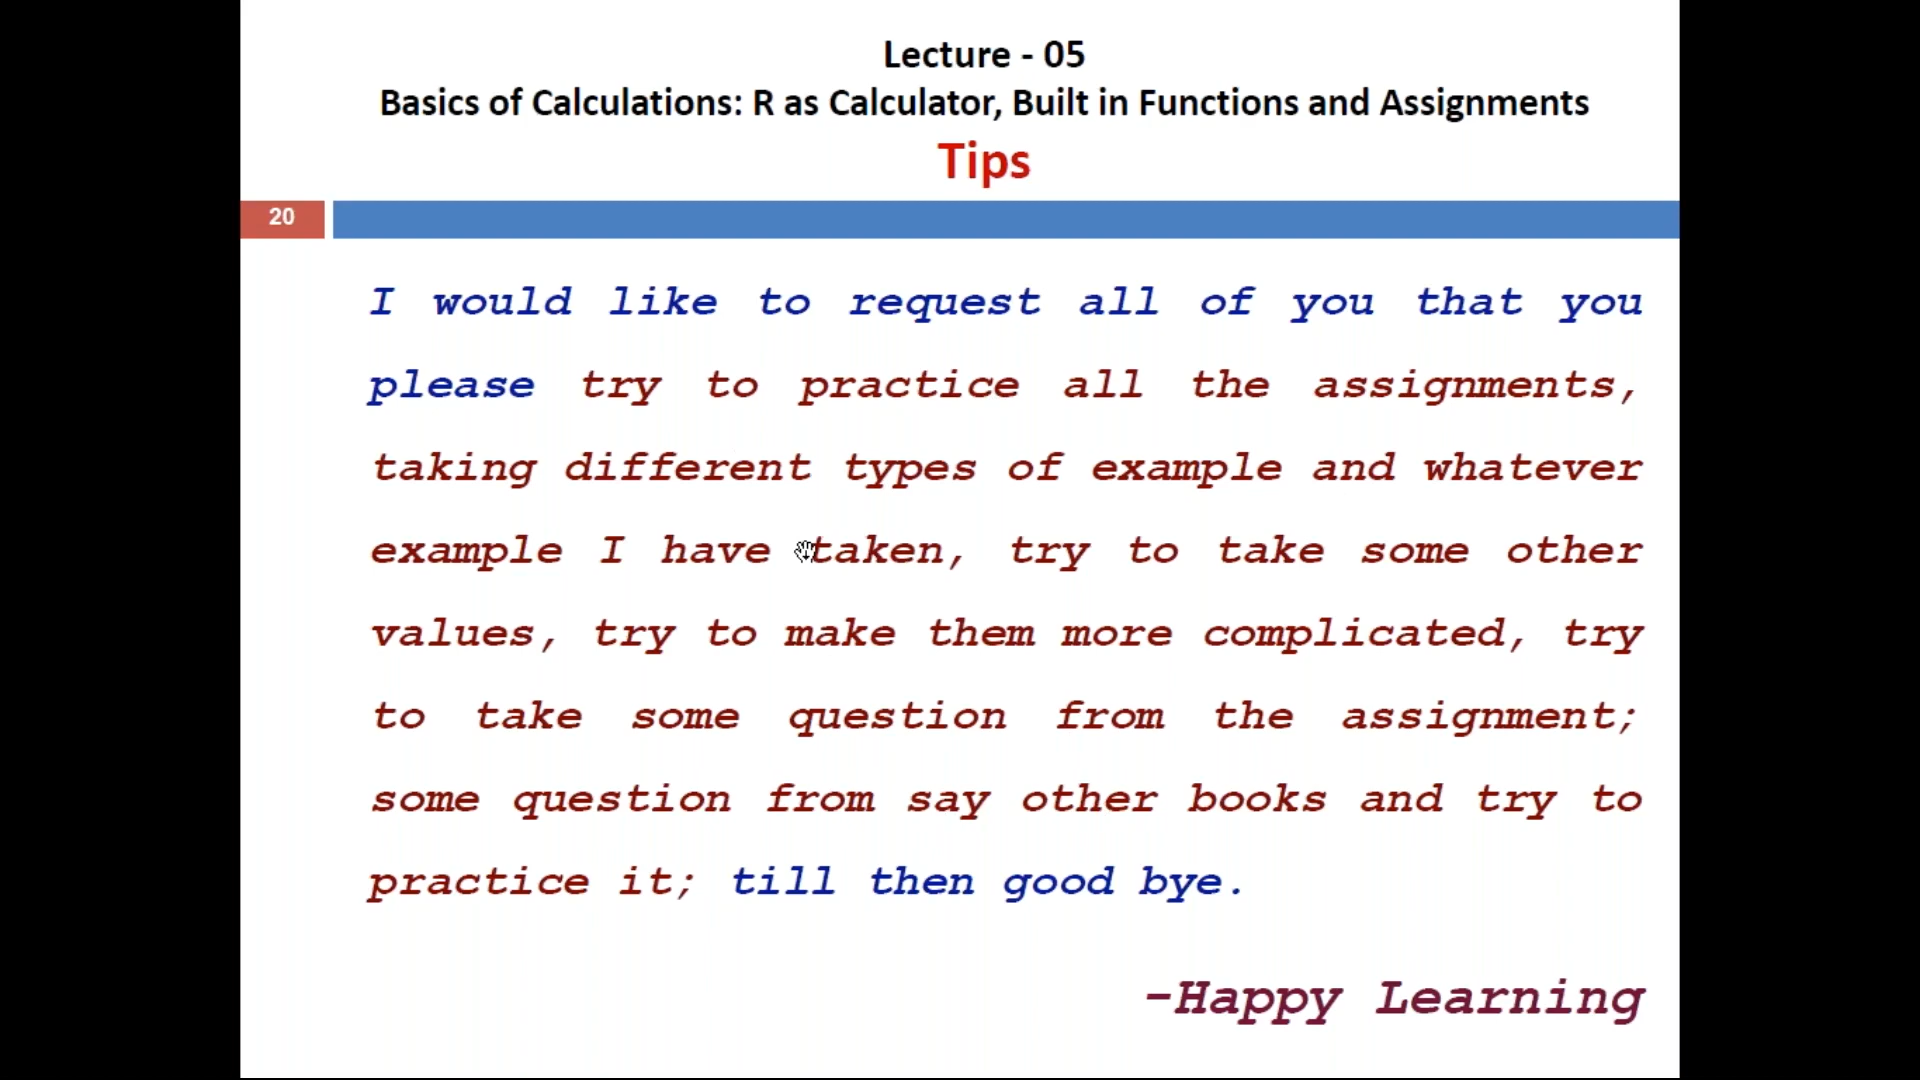 Lecture - 05
Basics of Calculations: R as Calculator, Built in Functions and Assignments
Tips
20
I would like to request all of you that you
please try to practice all the assignments,
taking different types of example and whatever
example I have taken, try to take some other
values, try to make them more complicated, try
to take some question from the assignment;
some question from say other books and try to
practice it; till then good bye.
-Happy Learning